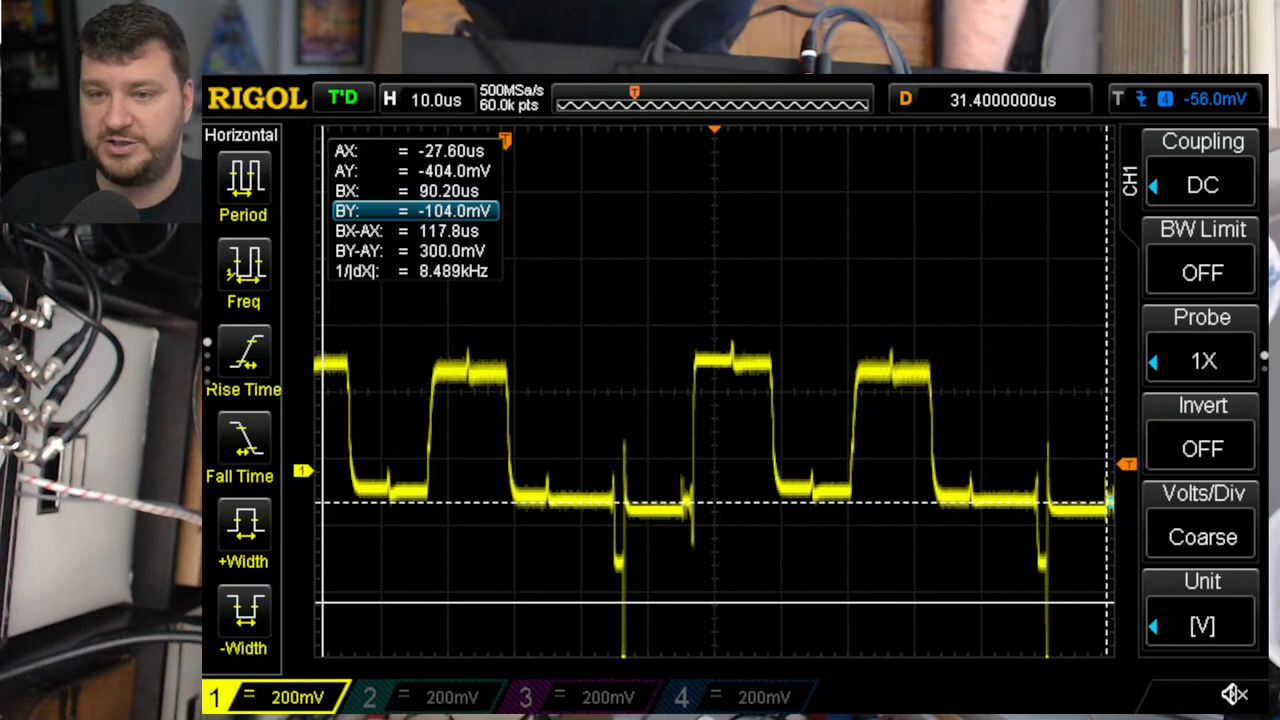 RIGOL T'D H 10.0us 500MSa/s 60.0k pts T D 31.4000000us T 4 -56.0mV
Horizontal
Period
Freq
Rise Time
Fall Time
+Width
-Width
T
AX: = -27.60us
AY: = -404.0mV
BX: = 90.20us
BY: = -104.0mV
BX-AX: = 117.8us
BY-AY: = 300.0mV
1/|dX|: = 8.489kHz
1
T
CH1
Coupling
DC
BW Limit
OFF
Probe
1X
Invert
OFF
Volts/Div
Coarse
Unit
[V]
1 200mV 2 200mV 3 200mV 4 200mV